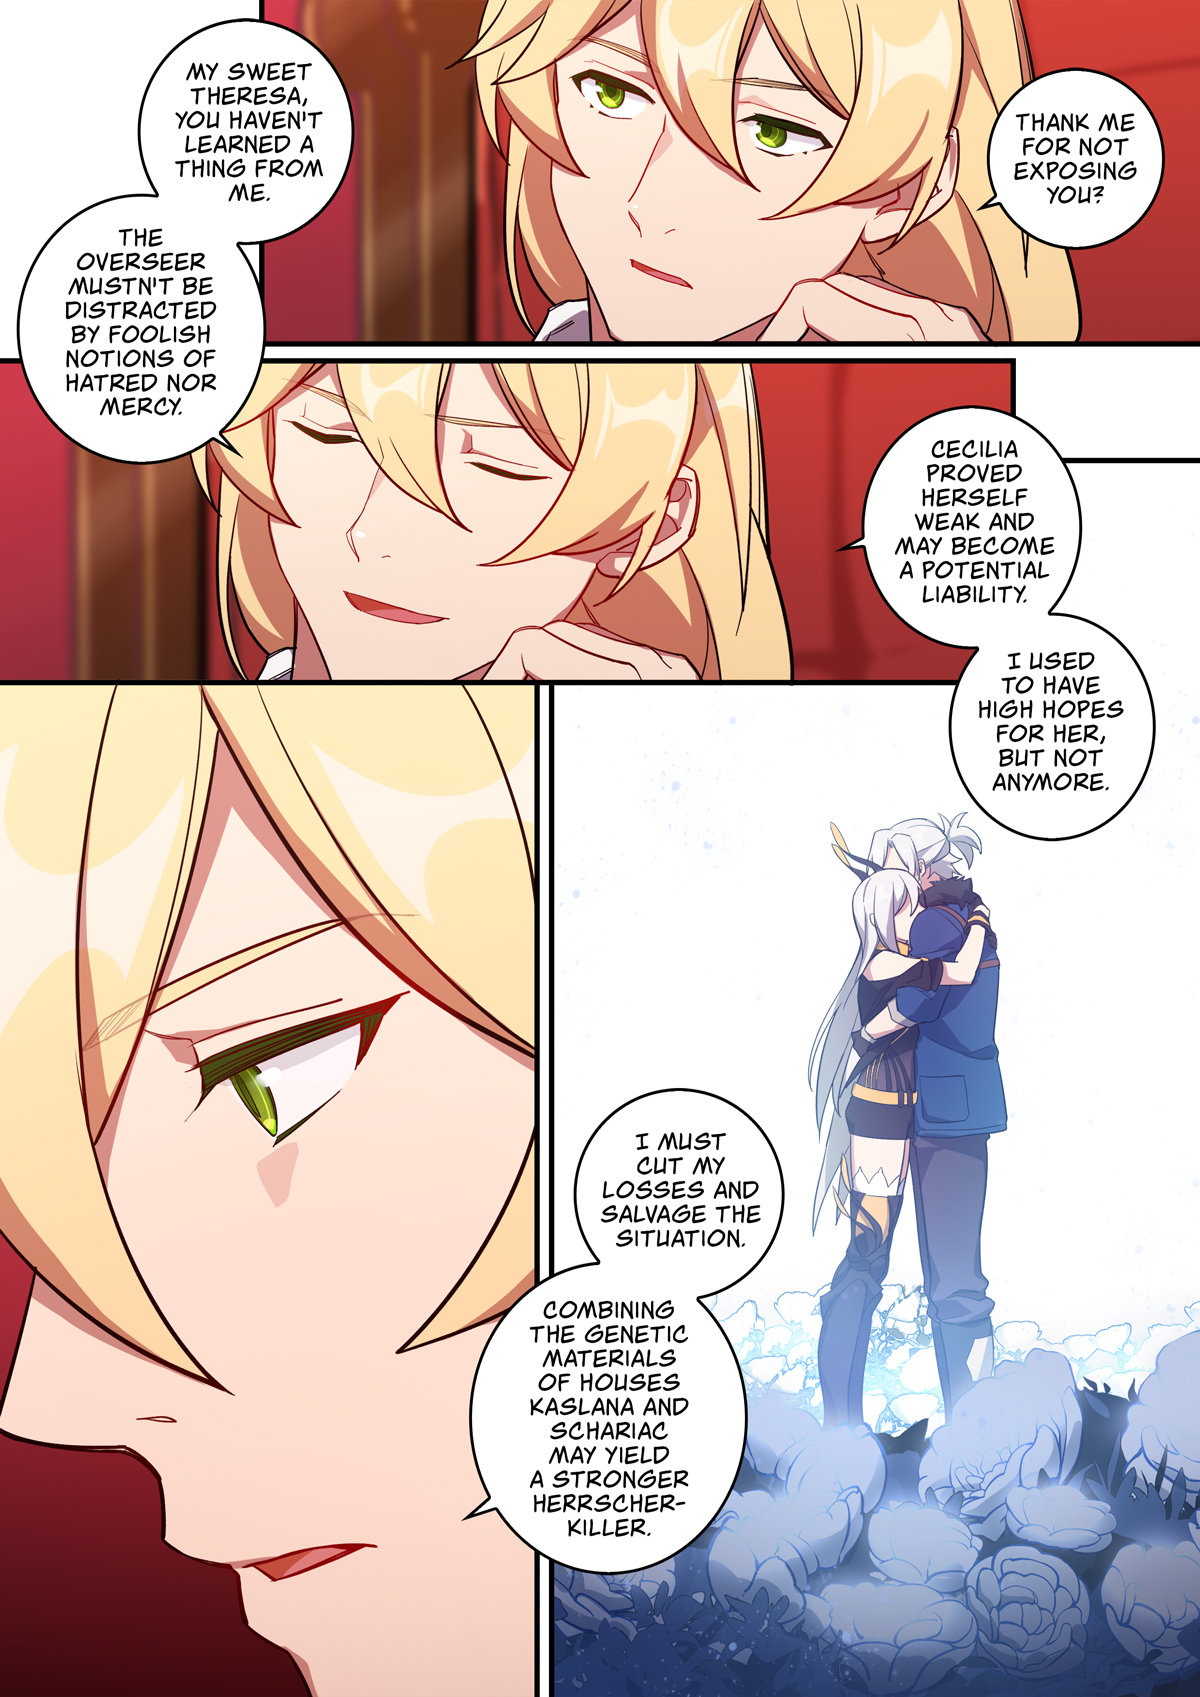 THANK ME
FOR NOT
EXPOSING
YOU?
MY SWEET
THERESA,
YOU HAVEN'T
LEARNED A
THING FROM
ME.
THE
OVERSEER
MUSTN'T BE
DISTRACTED
BY FOOLISH
NOTIONS OF
HATRED NOR
MERCY.
CECILIA
PROVED
HERSELF
WEAK AND
MAY BECOME
A POTENTIAL
LIABILITY.
I USED
TO HAVE
HIGH HOPES
FOR HER,
BUT NOT
ANYMORE.
I MUST
CUT MY
LOSSES AND
SALVAGE THE
SITUATION.
COMBINING
THE GENETIC
MATERIALS
OF HOUSES
KASLANA AND
SCHARIAC
MAY YIELD
A STRONGER
HERRSCHER-
KILLER.